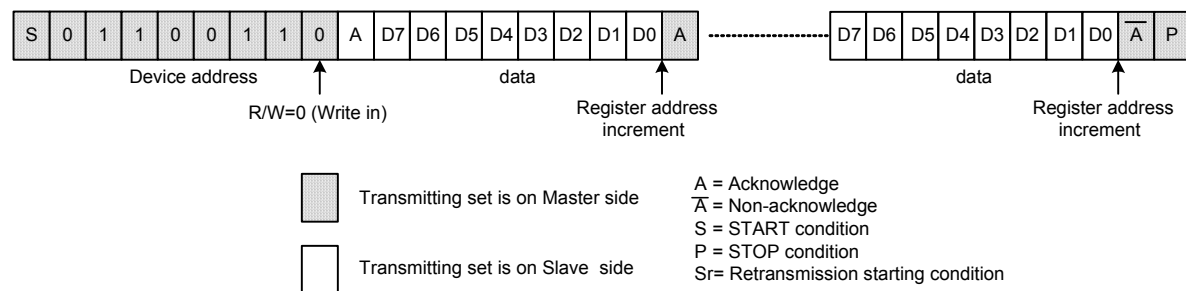 S 0 1 1 0 0 1 1 0 A D7 D6 D5 D4 D3 D2 D1 D0 A D7 D6 D5 D4 D3 D2 D1 D0 A̅ P
Device address data data
R/W=0 (Write in)
Register address
increment
Register address
increment
Transmitting set is on Master side
Transmitting set is on Slave side
A = Acknowledge
A̅ = Non-acknowledge
S = START condition
P = STOP condition
Sr= Retransmission starting condition